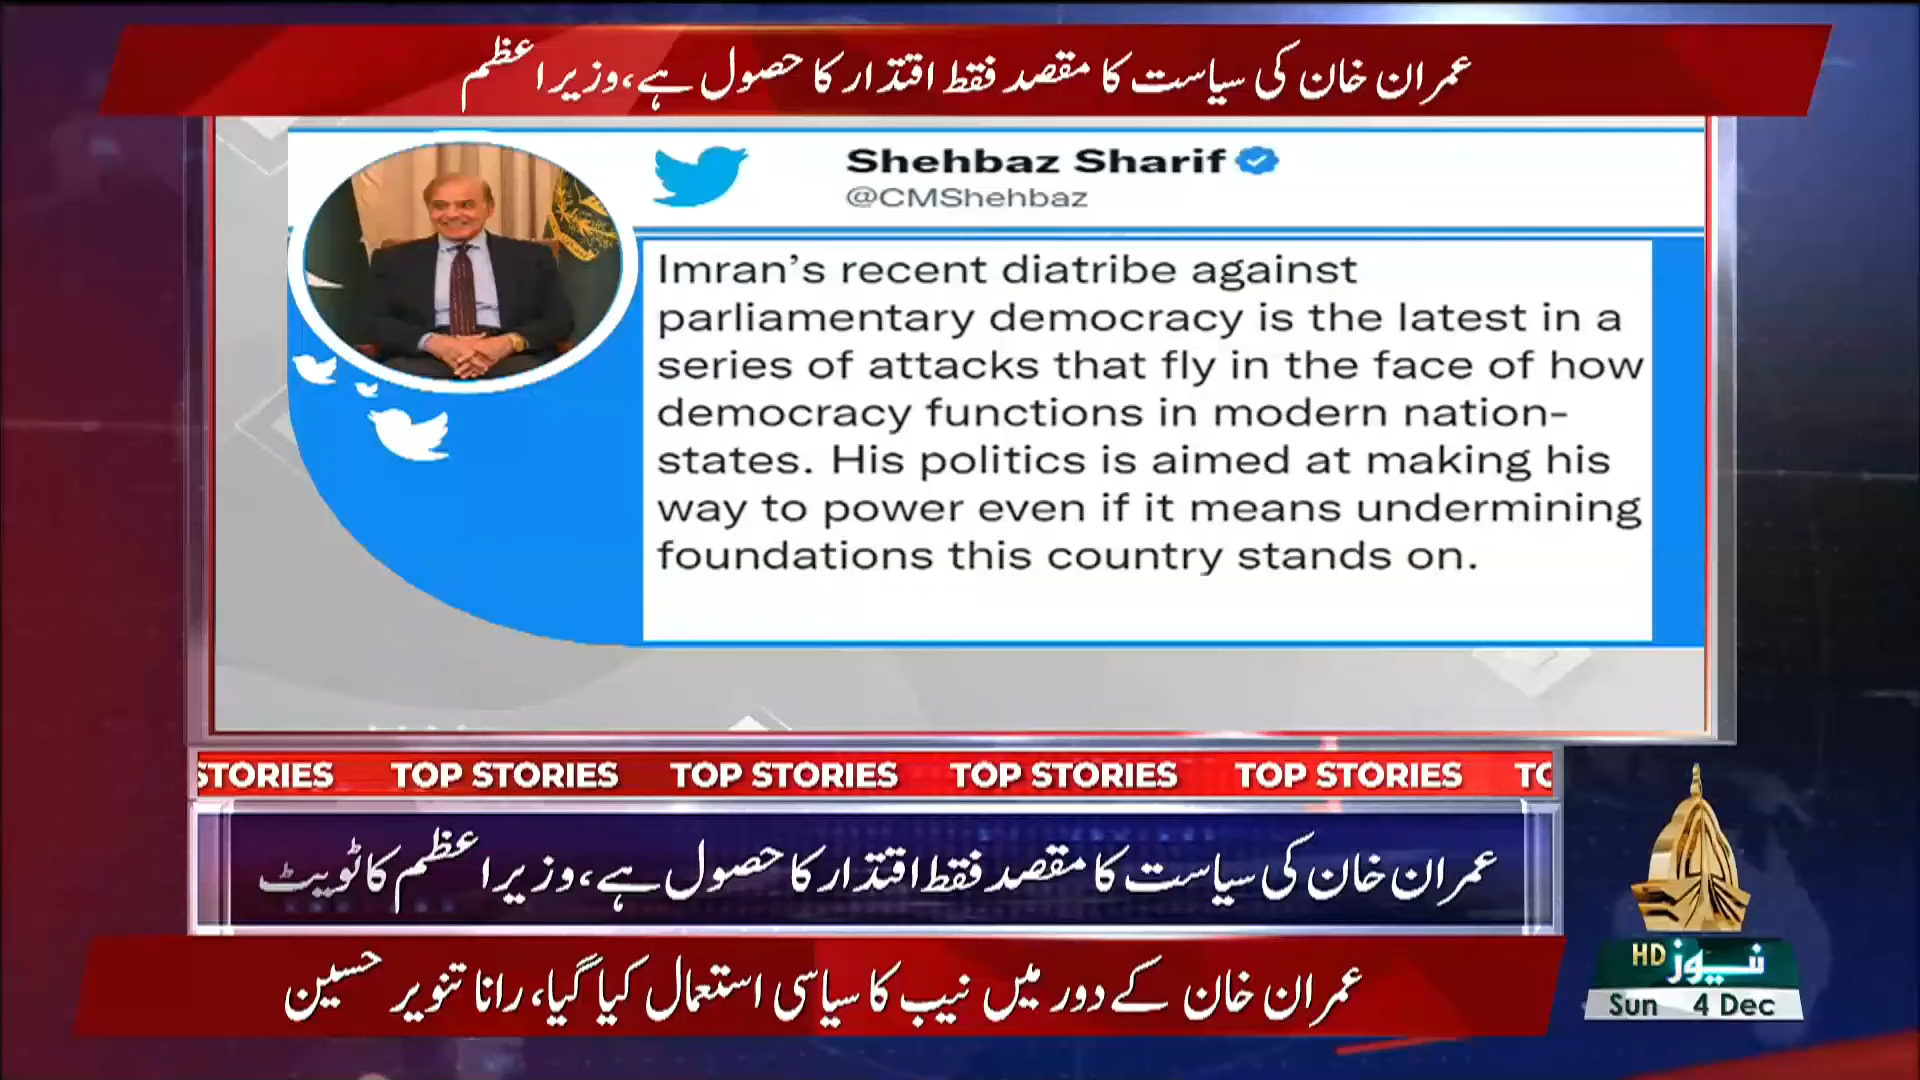 عمران خان کی سیاست کا مقصد فقط اقتدار کا حصول ہے، وزیراعظم
Shehbaz Sharif
@CMShehbaz
Imran’s recent diatribe against
parliamentary democracy is the latest in a
series of attacks that fly in the face of how
democracy functions in modern nation-
states. His politics is aimed at making his
way to power even if it means undermining
foundations this country stands on.
STORIES TOP STORIES TOP STORIES TOP STORIES TOP STORIES TO
عمران خان کی سیاست کا مقصد فقط اقتدار کا حصول ہے، وزیراعظم کا ٹویٹ
عمران خان کے دور میں نیب کا سیاسی استعمال کیا گیا، رانا تنویر حسین
نیوز HD
Sun 4 Dec